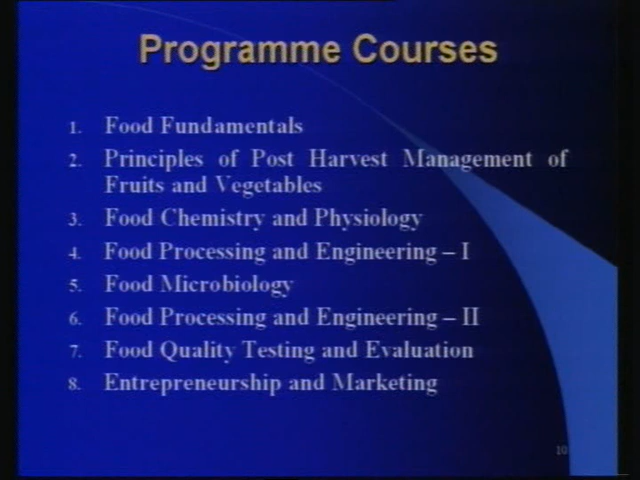 Programme Courses
1. Food Fundamentals
2. Principles of Post Harvest Management of
Fruits and Vegetables
3. Food Chemistry and Physiology
4. Food Processing and Engineering – I
5. Food Microbiology
6. Food Processing and Engineering – II
7. Food Quality Testing and Evaluation
8. Entrepreneurship and Marketing
10